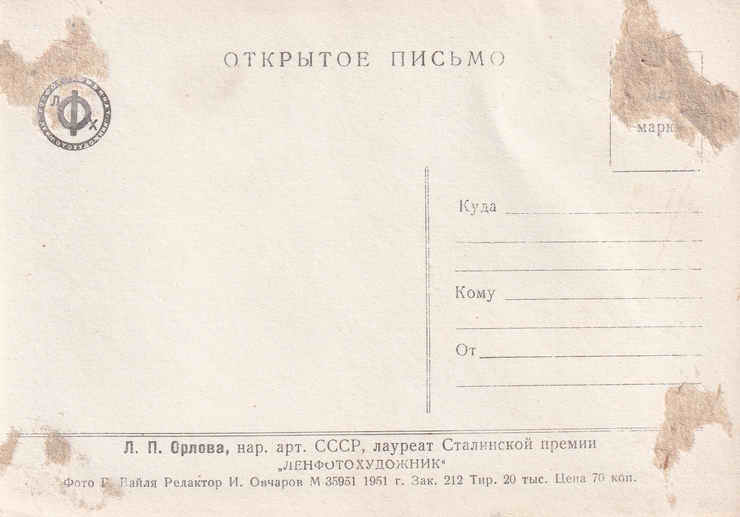 ОТКРЫТОЕ ПИСЬМО
Л Ф Х
марк
Куда
Кому
От
Л. П. Орлова, нар. арт. СССР, лауреат Сталинской премии
„ЛЕНФОТОХУДОЖНИК"
Фото Г. Вайля Редактор И. Овчаров М-35951 1951 г. Зак. 212 Тир. 20 тыс. Цена 70 коп.